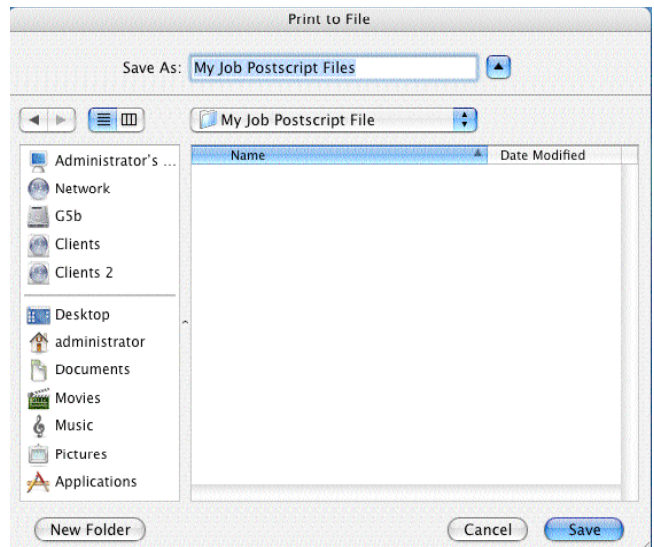 Print to File
Save As: My Job Postscript Files
My Job Postscript File
Name Date Modified
Administrator's ...
Network
G5b
Clients
Clients 2
Desktop
administrator
Documents
Movies
Music
Pictures
Applications
New Folder Cancel Save